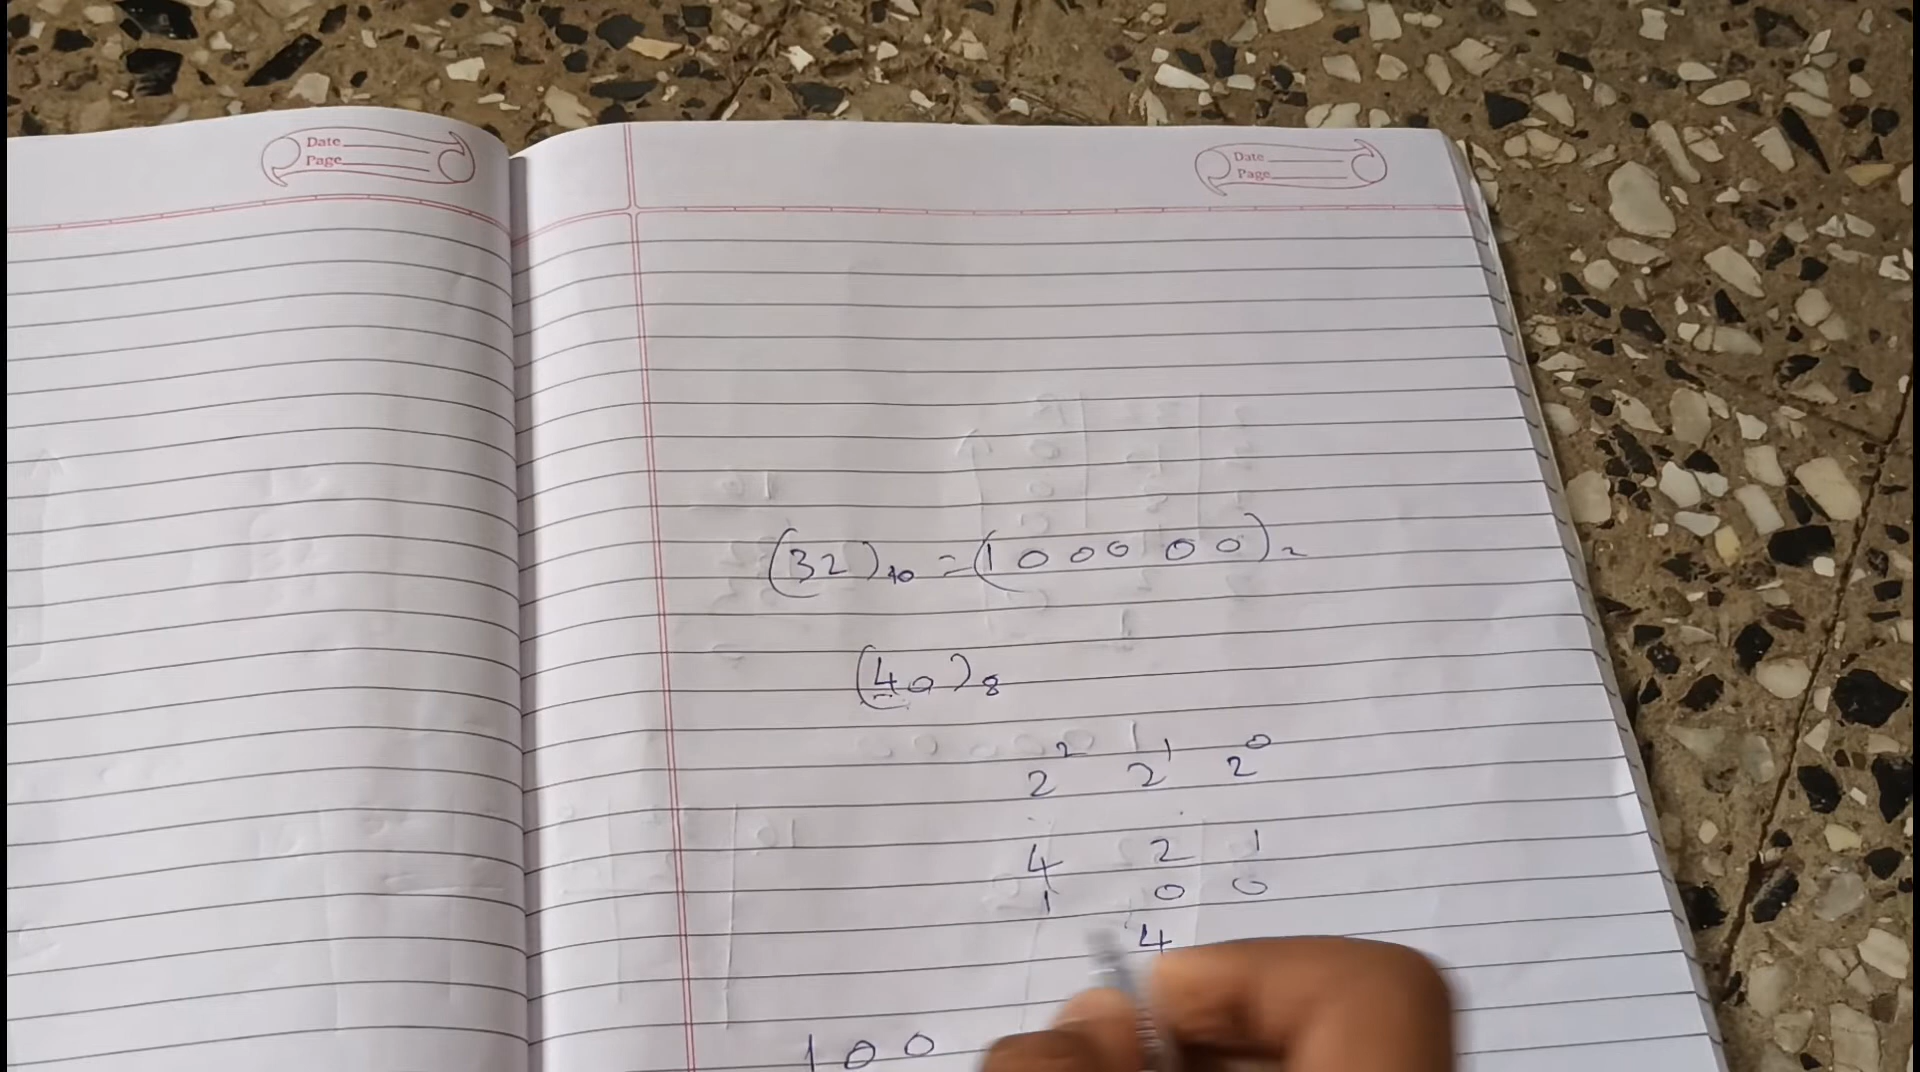 Date
Page
Date
Page
(32)₁₀ = (100000)₂
(40)₈
2² 2¹ 2⁰
4 2 1
1 0 0
4
100